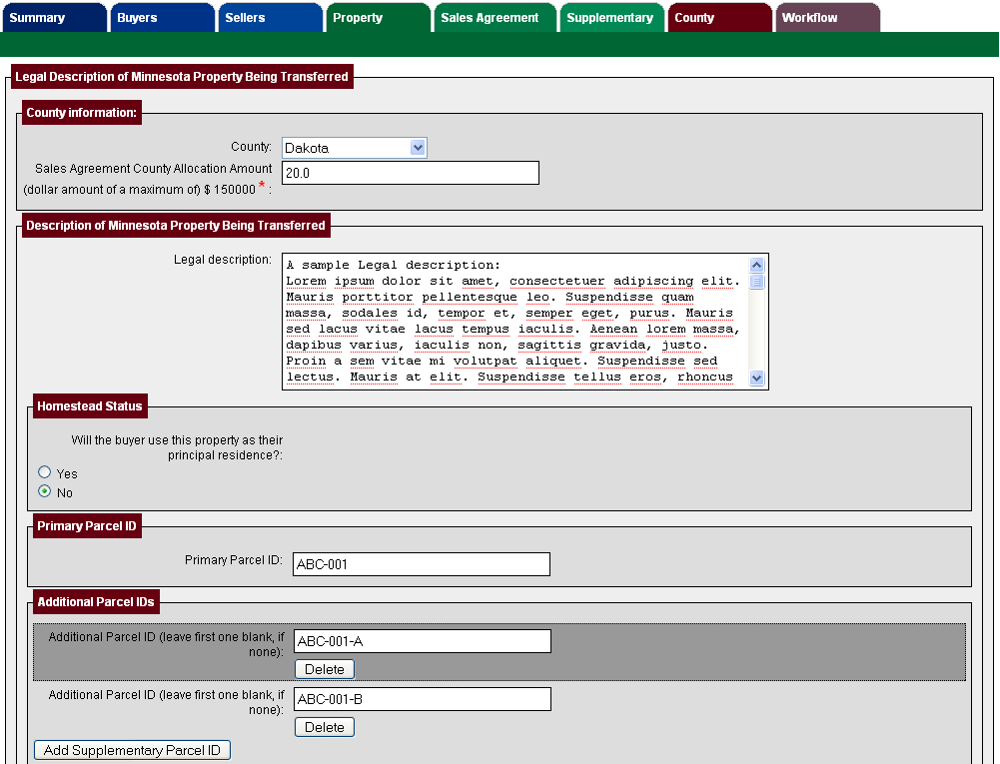 Summary Buyers Sellers Property Sales Agreement Supplementary County Workflow
Legal Description of Minnesota Property Being Transferred
County information:
County: Dakota
Sales Agreement County Allocation Amount
(dollar amount of a maximum of) $ 150000 * : 20.0
Description of Minnesota Property Being Transferred
Legal description: A sample Legal description:
Lorem ipsum dolor sit amet, consectetuer adipiscing elit.
Mauris porttitor pellentesque leo. Suspendisse quam
massa, sodales id, tempor et, semper eget, purus. Mauris
sed lacus vitae lacus tempus iaculis. Aenean lorem massa,
dapibus varius, iaculis non, sagittis gravida, justo.
Proin a sem vitae mi volutpat aliquet. Suspendisse sed
lectus. Mauris at elit. Suspendisse tellus eros, rhoncus
Homestead Status
Will the buyer use this property as their
principal residence?:
Yes
No
Primary Parcel ID
Primary Parcel ID: ABC-001
Additional Parcel IDs
Additional Parcel ID (leave first one blank, if
none): ABC-001-A
Delete
Additional Parcel ID (leave first one blank, if
none): ABC-001-B
Delete
Add Supplementary Parcel ID